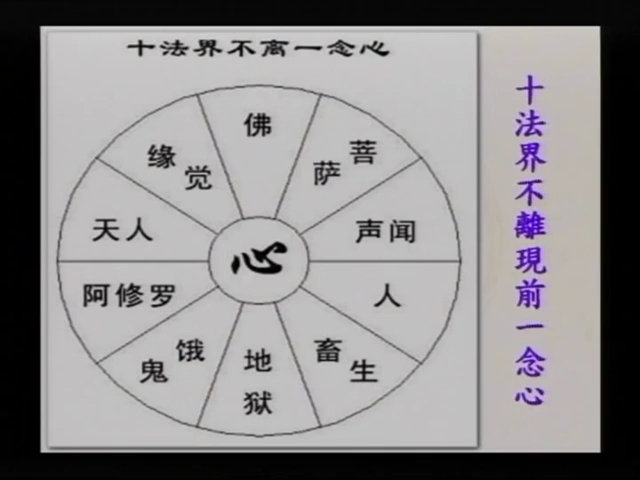 十法界不离一念心
佛
菩萨
声闻
人
畜生
地狱
饿鬼
阿修罗
天人
缘觉
心
十法界不離現前一念心